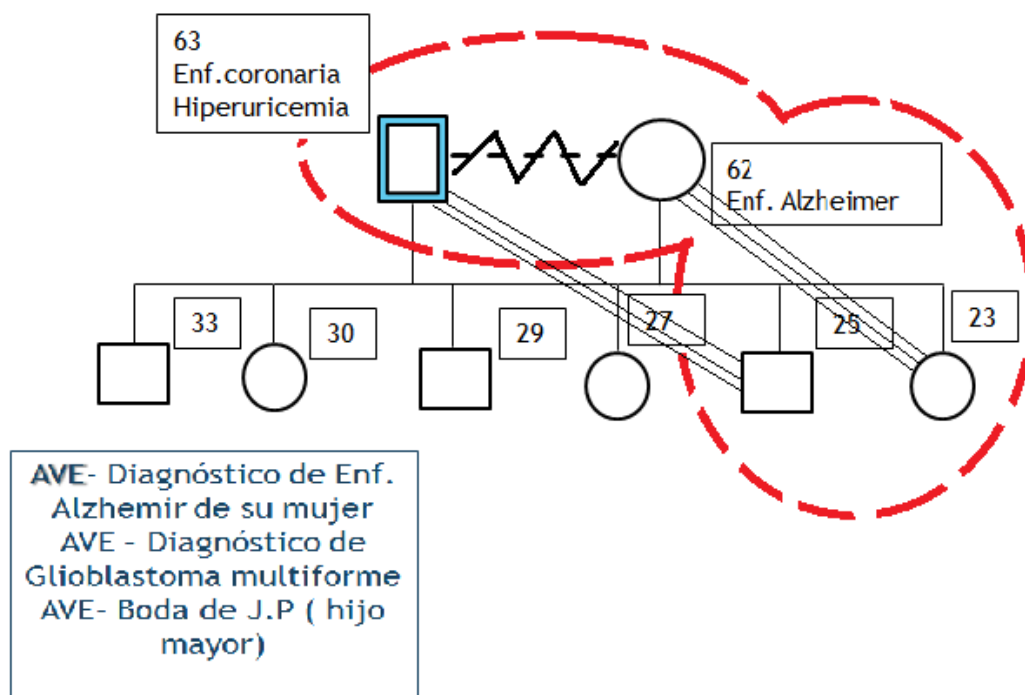 63
Enf.coronaria
Hiperuricemia
62
Enf. Alzheimer
33
30
29
27
25
23
AVE- Diagnóstico de Enf.
Alzhemir de su mujer
AVE - Diagnóstico de
Glioblastoma multiforme
AVE- Boda de J.P ( hijo
mayor)